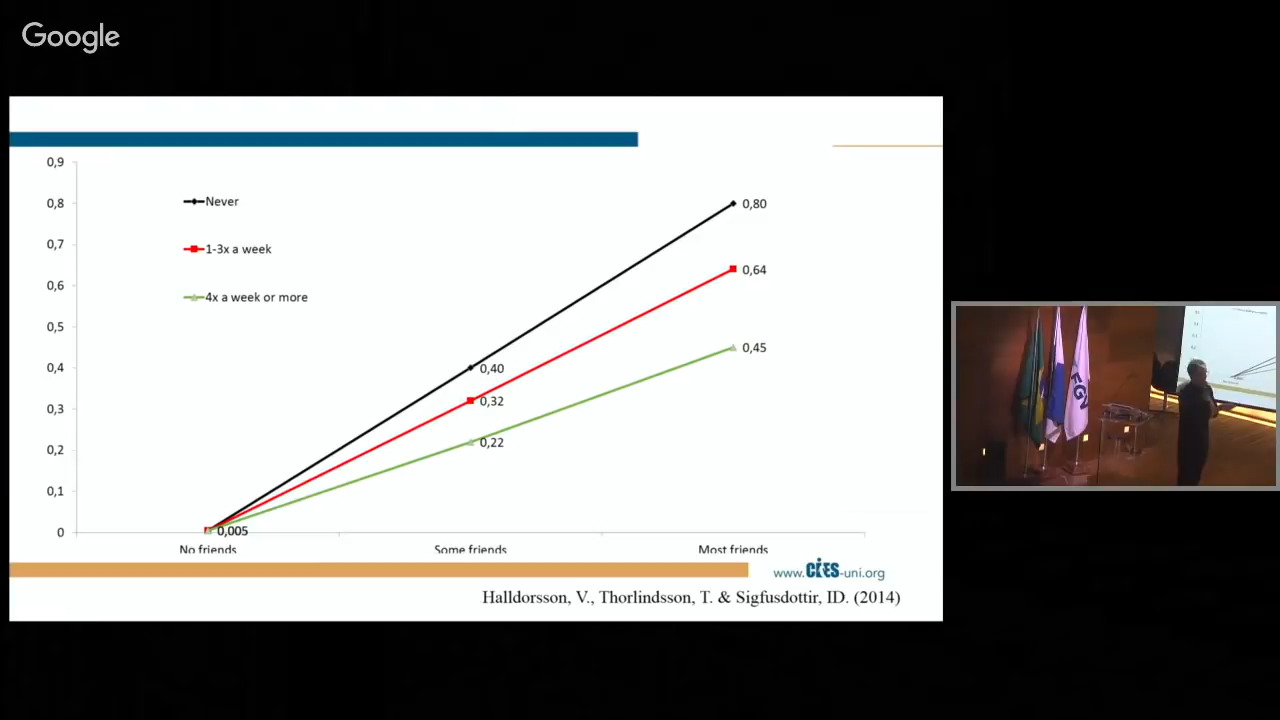 Google
0,9
0,8
0,7
0,6
0,5
0,4
0,3
0,2
0,1
0
Never
1-3x a week
4x a week or more
0,80
0,64
0,45
0,40
0,32
0,22
0,005
No friends
Some friends
Most friends
www.CIES-uni.org
Halldorsson, V., Thorlindsson, T. & Sigfusdottir, ID. (2014)
FGV